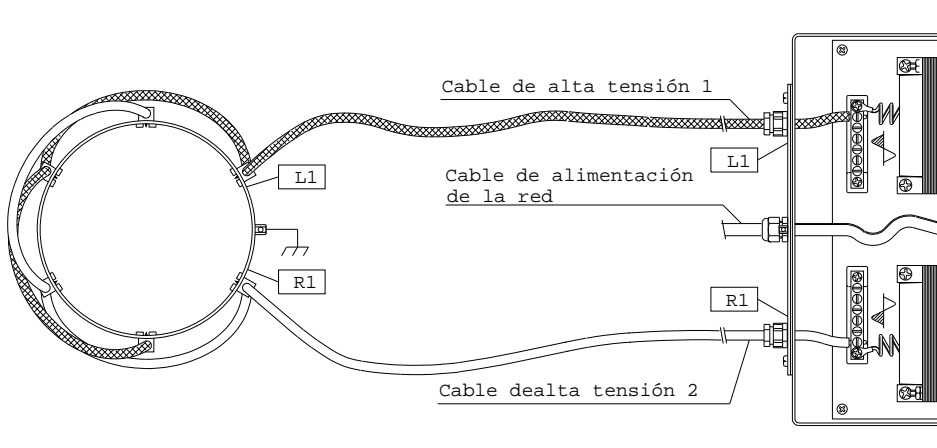 Cable de alta tensión 1
L1
L1
Cable de alimentación
de la red
R1
R1
Cable dealta tensión 2